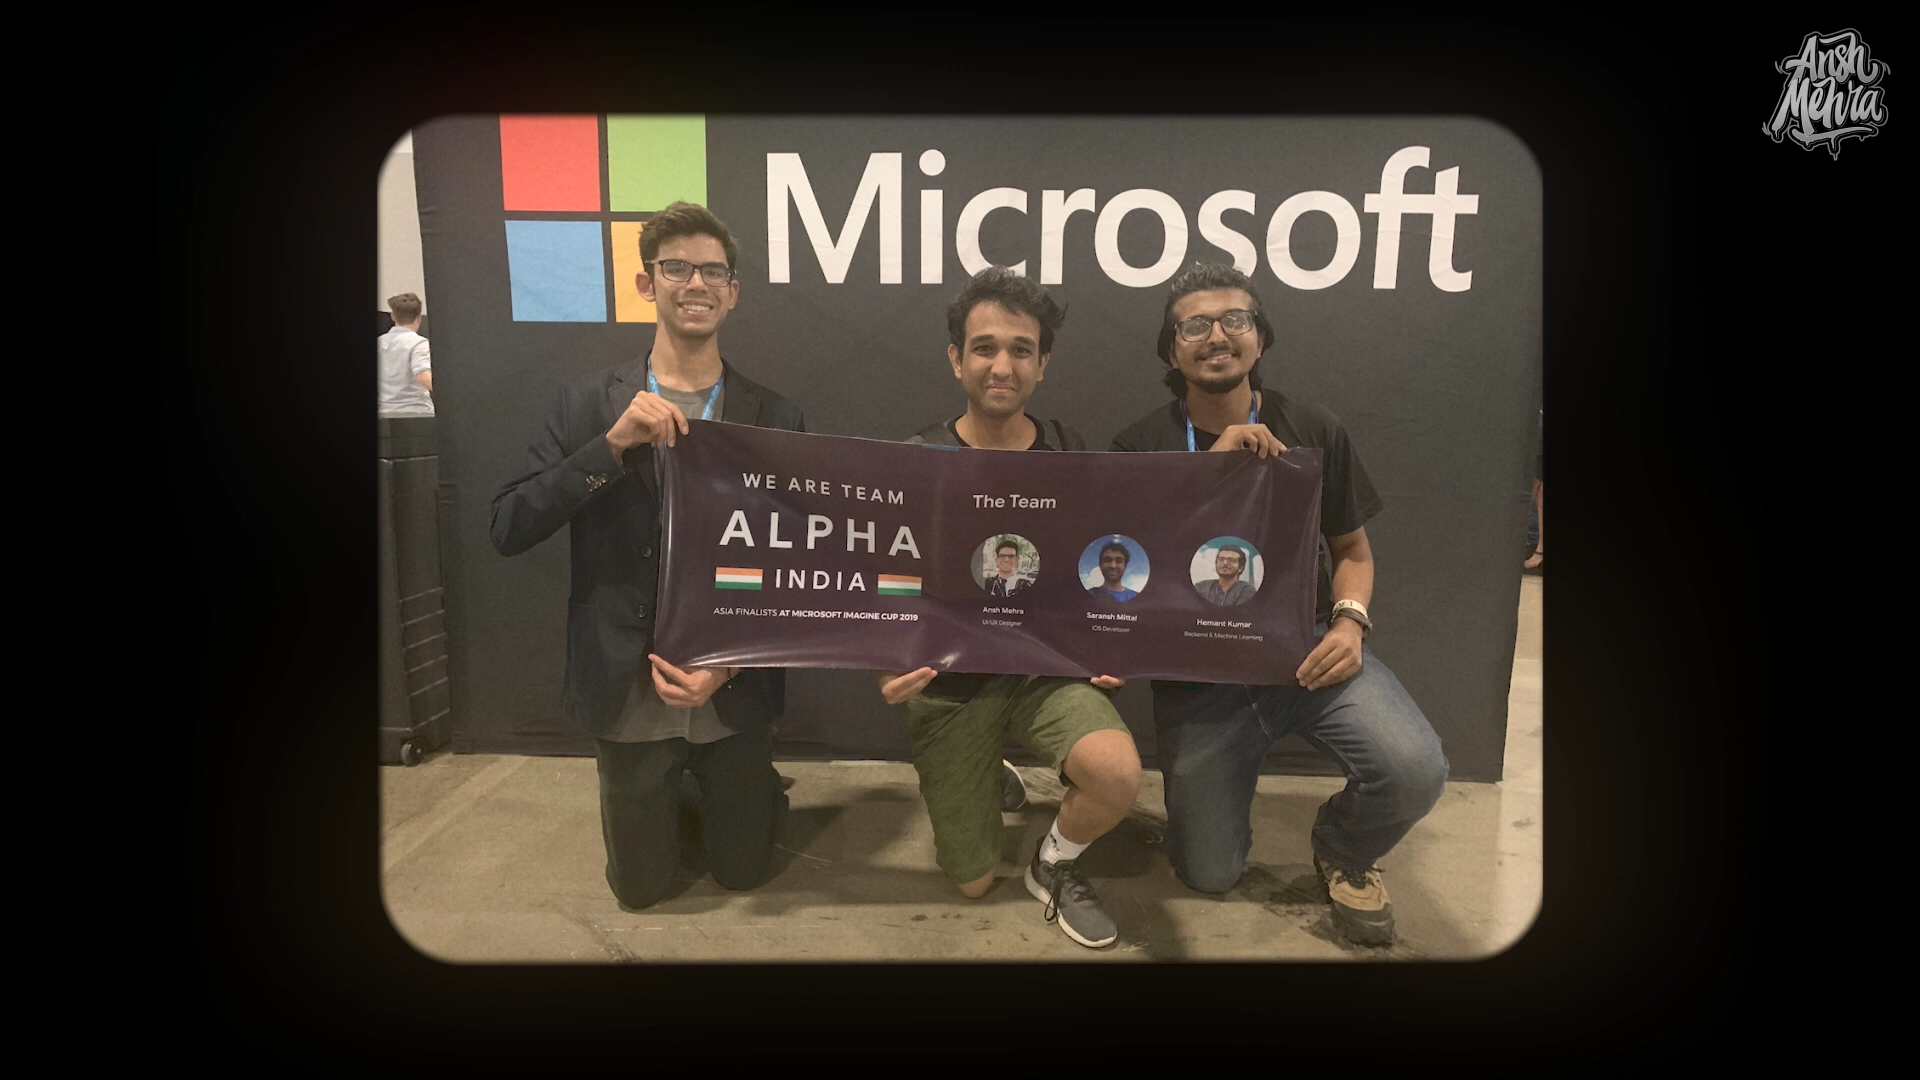 Ansh
Mehra
Microsoft
WE ARE TEAM
ALPHA
INDIA
ASIA FINALISTS AT MICROSOFT IMAGINE CUP 2019
The Team
Ansh Mehra
UI/UX Designer
Saransh Mittal
iOS Developer
Hemant Kumar
Backend & Machine Learning